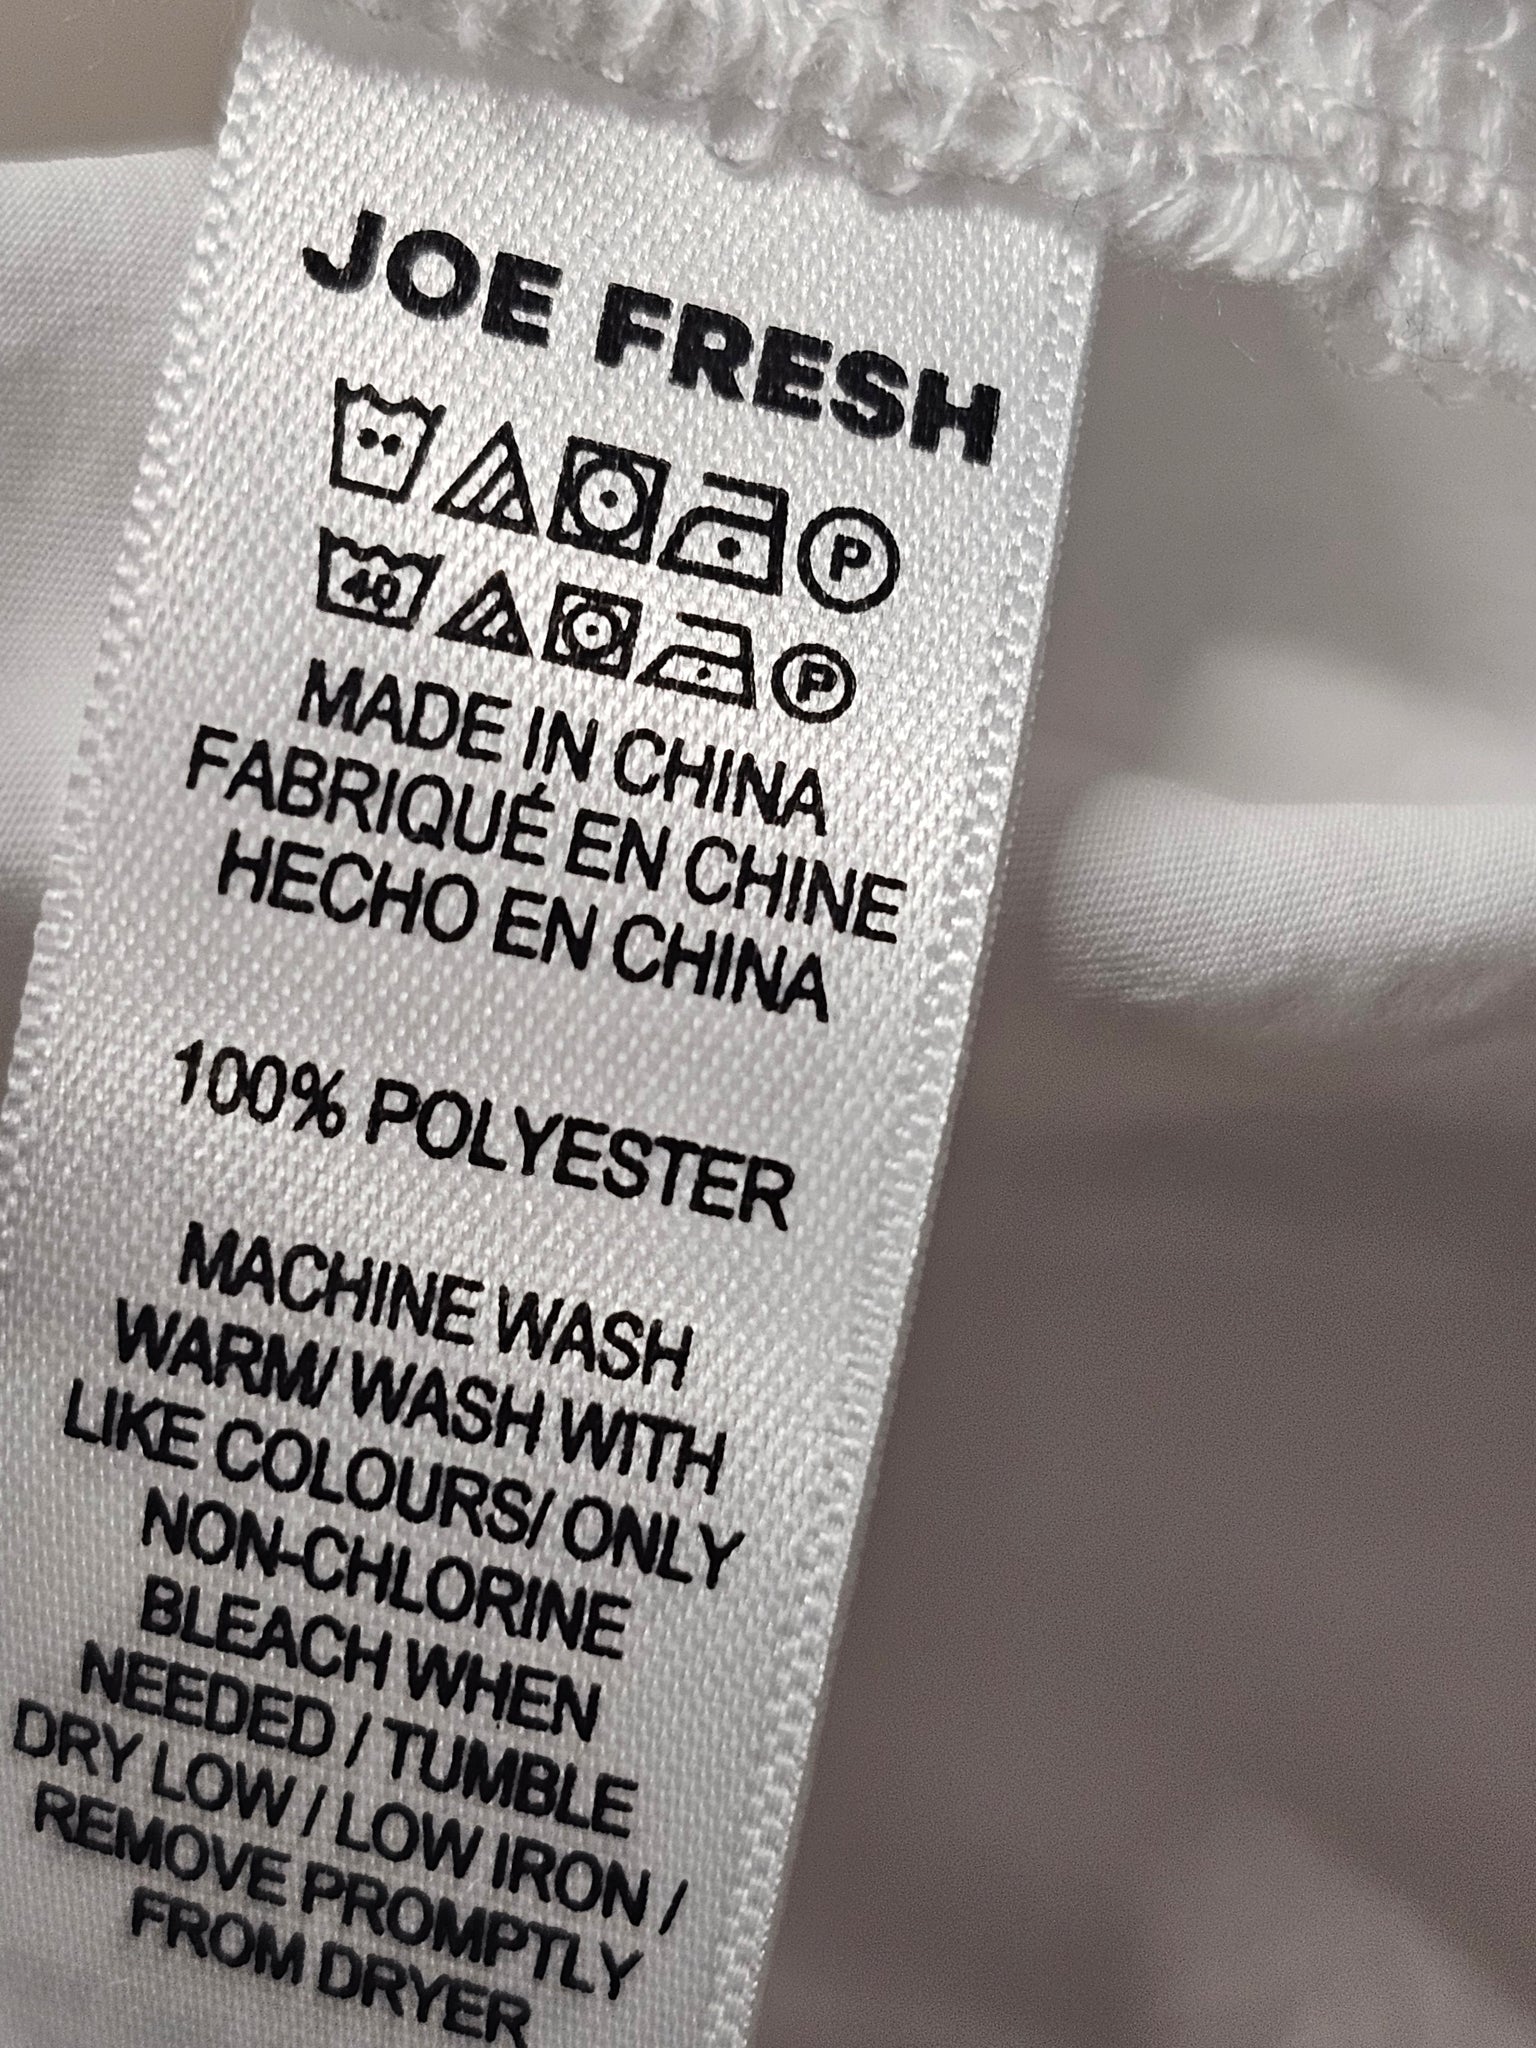 JOE FRESH
P
40 P
MADE IN CHINA
FABRIQUÉ EN CHINE
HECHO EN CHINA
100% POLYESTER
MACHINE WASH
WARM/ WASH WITH
LIKE COLOURS/ ONLY
NON-CHLORINE
BLEACH WHEN
NEEDED / TUMBLE
DRY LOW / LOW IRON /
REMOVE PROMPTLY
FROM DRYER